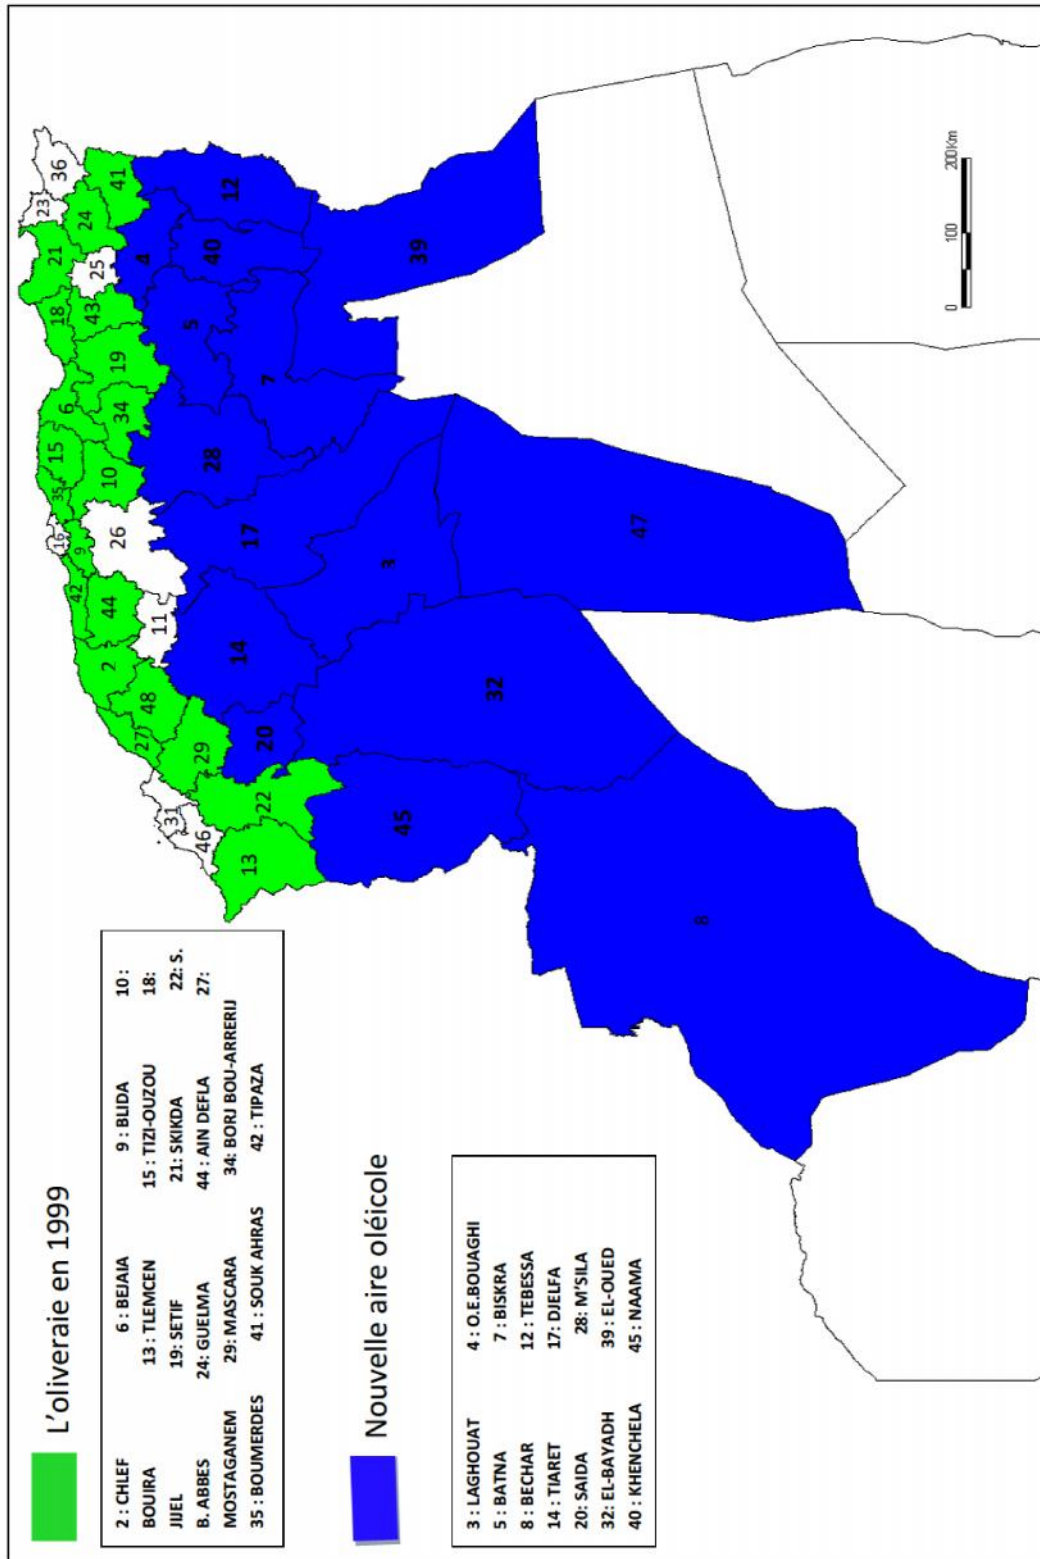 L'oliveraie en 1999
2 : CHLEF 6 : BEJAIA 9 : BLIDA 10 :
BOUIRA 13 : TLEMCEN 15 : TIZI-OUZOU 18:
JIJEL 19: SETIF 21: SKIKDA 22: S.
B. ABBES 24: GUELMA 44 : AIN DEFLA 27:
MOSTAGANEM 29: MASCARA 34: BORJ BOU-ARRERIJ
35 : BOUMERDES 41 : SOUK AHRAS 42 : TIPAZA
Nouvelle aire oléicole
3 : LAGHOUAT 4 : O.E.BOUAGHI
5 : BATNA 7 : BISKRA
8 : BECHAR 12 : TEBESSA
14 : TIARET 17: DJELFA
20: SAIDA 28: M'SILA
32: EL-BAYADH 39 : EL-OUED
40 : KHENCHELA 45 : NAAMA
36
23
41
24
21
25
18
43
19
6
34
15
10
35
16
9
26
42
44
11
2
48
27
29
31
46
22
13
12
4
40
5
39
7
28
17
3
47
14
32
20
45
8
0 100 200Km